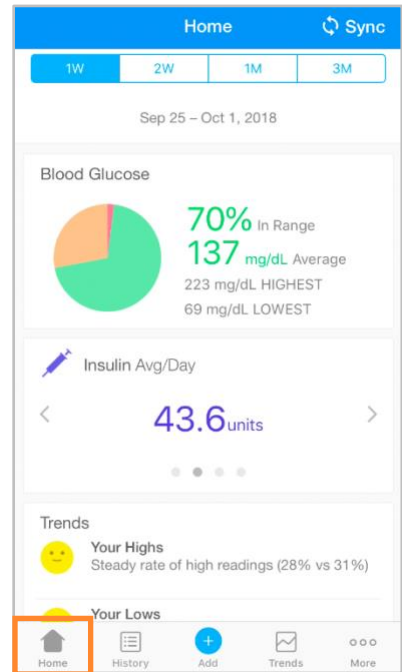 Home
Sync
1W 2W 1M 3M
Sep 25 – Oct 1, 2018
Blood Glucose
70% In Range
137 mg/dL Average
223 mg/dL HIGHEST
69 mg/dL LOWEST
Insulin Avg/Day
43.6units
Trends
Your Highs
Steady rate of high readings (28% vs 31%)
Your Lows
Home History Add Trends More